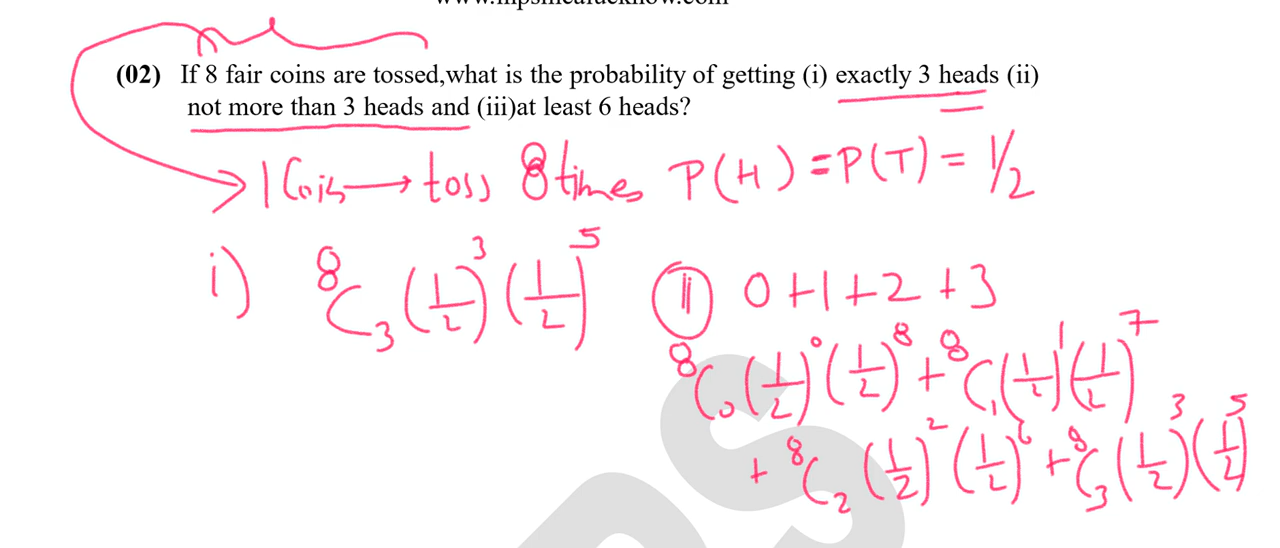 (02) If 8 fair coins are tossed,what is the probability of getting (i) exactly 3 heads (ii)
not more than 3 heads and (iii)at least 6 heads?
→ 1 Coin → toss 8 times P(H) = P(T) = 1/2
i) ⁸C₃ (1/2)³ (1/2)⁵ (ii) 0+1+2+3
⁸C₀ (1/2)⁰ (1/2)⁸ + ⁸C₁ (1/2)¹ (1/2)⁷
+ ⁸C₂ (1/2)² (1/2)⁶ + ⁸C₃ (1/2)³ (1/2)⁵